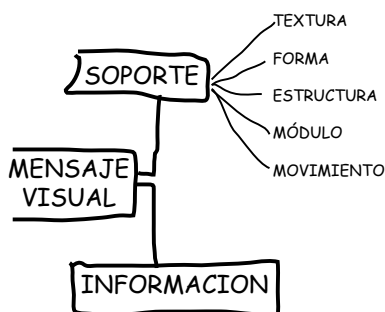 TEXTURA
SOPORTE
FORMA
ESTRUCTURA
MÓDULO
MENSAJE
VISUAL
MOVIMIENTO
INFORMACION